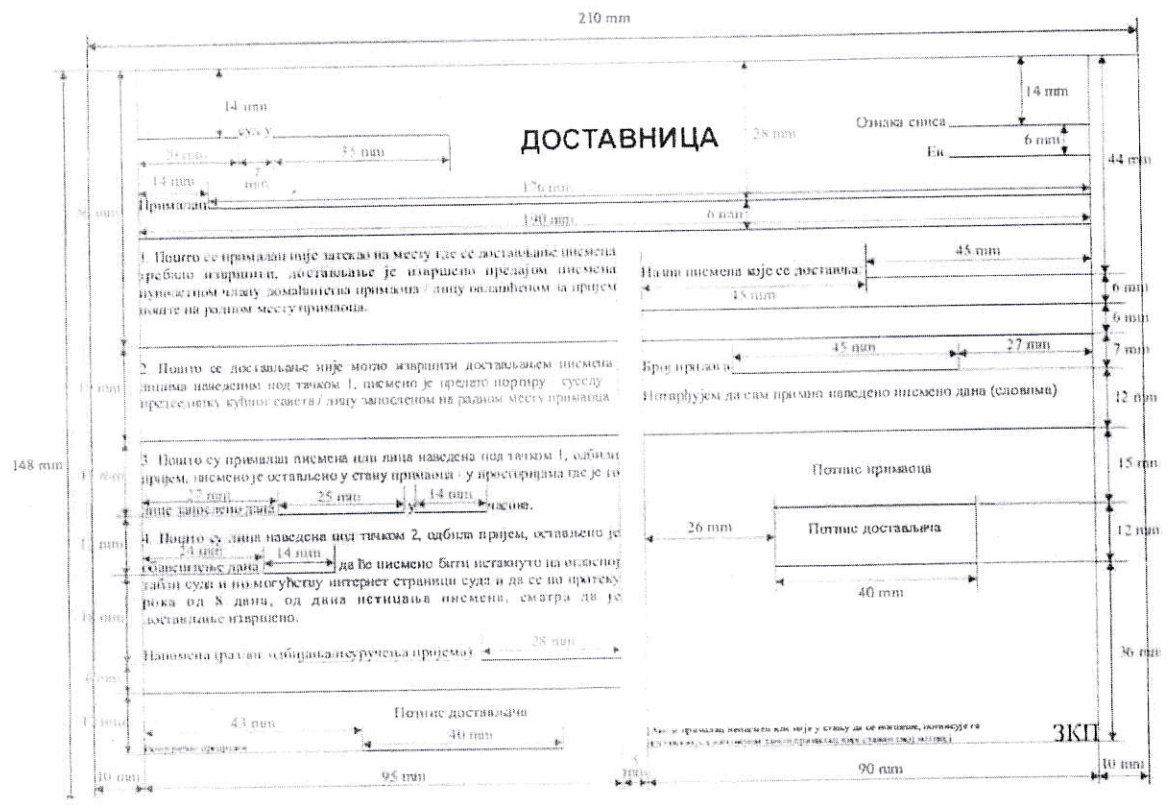 210 mm
14 mm
14 mm
суд у
ДОСТАВНИЦА
28 mm
Ознака списа
6 mm
Ев
44 mm
20 mm
7 mm
35 mm
14 mm
176 mm
Прималац
190 mm
6 mm
1. Пошто се прималац није затекао на месту где се достављање писмена
требало извршити, достављање је извршено предајом писмена
пунолетном члану домаћинства примаоца / лицу овлашћеном за пријем
поште на радном месту примаоца.
45 mm
Назив писмена које се доставља:
45 mm
6 mm
6 mm
45 mm
27 mm
7 mm
Број прилога
2. Пошто се достављање није могло извршити достављањем писмена
лицима наведеним под тачком 1, писмено је предато портиру / суседу /
председнику кућног савета / лицу запосленом на радном месту примаоца.
Потврђујем да сам примио наведено писмено дана (словима)
12 mm
148 mm
3. Пошто су прималац писмена или лица наведена под тачком 1, одбили
пријем, писмено је остављено у стану примаоца / у просторијама где је то
27 mm
25 mm
14 mm
лице запослено дана
у
часова.
Потпис примаоца
15 mm
26 mm
Потпис достављача
12 mm
40 mm
4. Пошто су лица наведена под тачком 2, одбила пријем, остављено је
24 mm
14 mm
обавештење дана
да ће писмено бити истакнуто на огласној
табли суда и по могућству интернет страници суда и да се по протеку
рока од 8 дана, од дана истицања писмена, сматра да је
достављање извршено.
28 mm
Напомена (разлози одбијања/неуручења пријема)
36 mm
43 mm
Потпис достављача
40 mm
ЗКП
10 mm
95 mm
5 mm
90 mm
10 mm